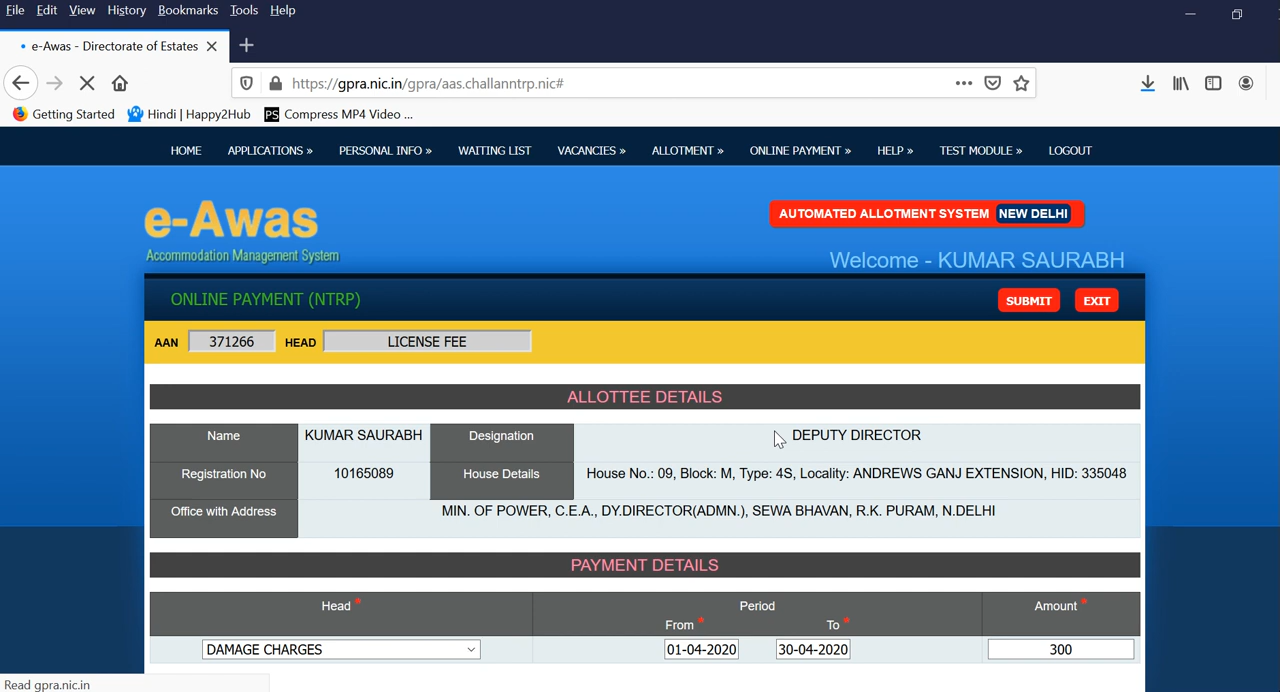 File Edit View History Bookmarks Tools Help
e-Awas - Directorate of Estates
https://gpra.nic.in/gpra/aas.challanntrp.nic#
Getting Started Hindi | Happy2Hub PS Compress MP4 Video ...
HOME APPLICATIONS » PERSONAL INFO » WAITING LIST VACANCIES » ALLOTMENT » ONLINE PAYMENT » HELP » TEST MODULE » LOGOUT
e-Awas
AUTOMATED ALLOTMENT SYSTEM NEW DELHI
Accommodation Management System
Welcome - KUMAR SAURABH
ONLINE PAYMENT (NTRP) SUBMIT EXIT
AAN 371266 HEAD LICENSE FEE
ALLOTTEE DETAILS
Name KUMAR SAURABH Designation DEPUTY DIRECTOR
Registration No 10165089 House Details House No.: 09, Block: M, Type: 4S, Locality: ANDREWS GANJ EXTENSION, HID: 335048
Office with Address MIN. OF POWER, C.E.A., DY.DIRECTOR(ADMN.), SEWA BHAVAN, R.K. PURAM, N.DELHI
PAYMENT DETAILS
Head * Period Amount *
From * To *
DAMAGE CHARGES 01-04-2020 30-04-2020 300
Read gpra.nic.in